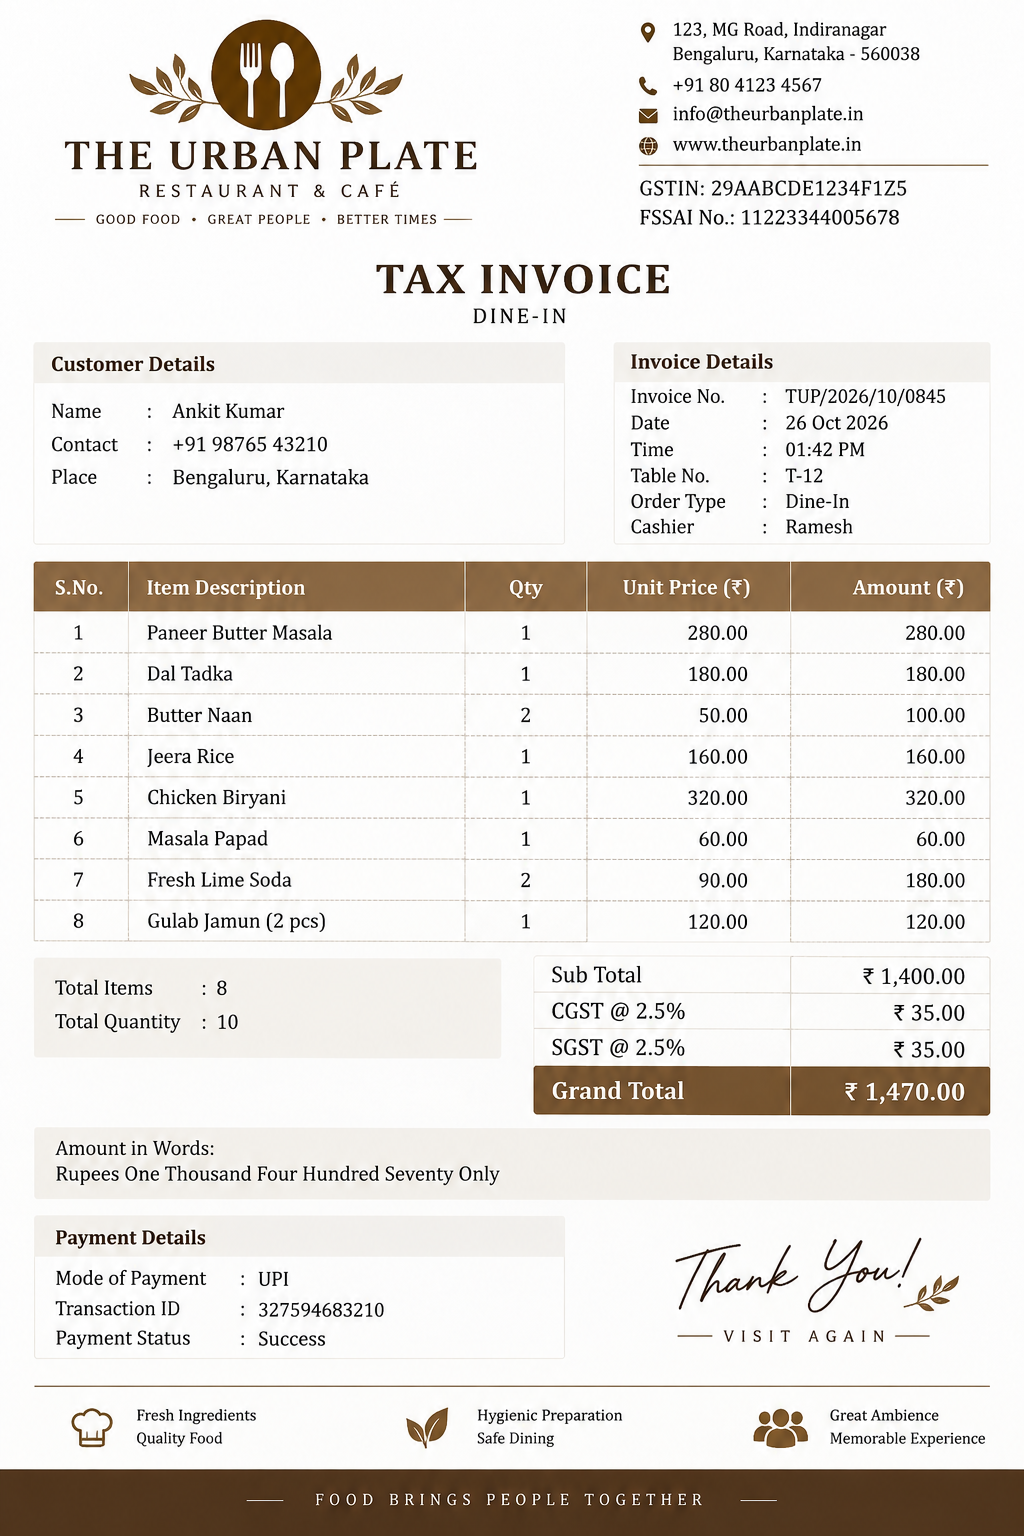 THE URBAN PLATE
RESTAURANT & CAFÉ
GOOD FOOD • GREAT PEOPLE • BETTER TIMES
123, MG Road, Indiranagar
Bengaluru, Karnataka - 560038
+91 80 4123 4567
info@theurbanplate.in
www.theurbanplate.in
GSTIN: 29AABCDE1234F1Z5
FSSAI No.: 11223344005678
TAX INVOICE
DINE-IN
Customer Details
Name : Ankit Kumar
Contact : +91 98765 43210
Place : Bengaluru, Karnataka
Invoice Details
Invoice No. : TUP/2026/10/0845
Date : 26 Oct 2026
Time : 01:42 PM
Table No. : T-12
Order Type : Dine-In
Cashier : Ramesh
S.No. Item Description Qty Unit Price (₹) Amount (₹)
1 Paneer Butter Masala 1 280.00 280.00
2 Dal Tadka 1 180.00 180.00
3 Butter Naan 2 50.00 100.00
4 Jeera Rice 1 160.00 160.00
5 Chicken Biryani 1 320.00 320.00
6 Masala Papad 1 60.00 60.00
7 Fresh Lime Soda 2 90.00 180.00
8 Gulab Jamun (2 pcs) 1 120.00 120.00
Total Items : 8
Total Quantity : 10
Sub Total ₹ 1,400.00
CGST @ 2.5% ₹ 35.00
SGST @ 2.5% ₹ 35.00
Grand Total ₹ 1,470.00
Amount in Words:
Rupees One Thousand Four Hundred Seventy Only
Payment Details
Mode of Payment : UPI
Transaction ID : 327594683210
Payment Status : Success
Thank You!
VISIT AGAIN
Fresh Ingredients
Quality Food
Hygienic Preparation
Safe Dining
Great Ambience
Memorable Experience
FOOD BRINGS PEOPLE TOGETHER